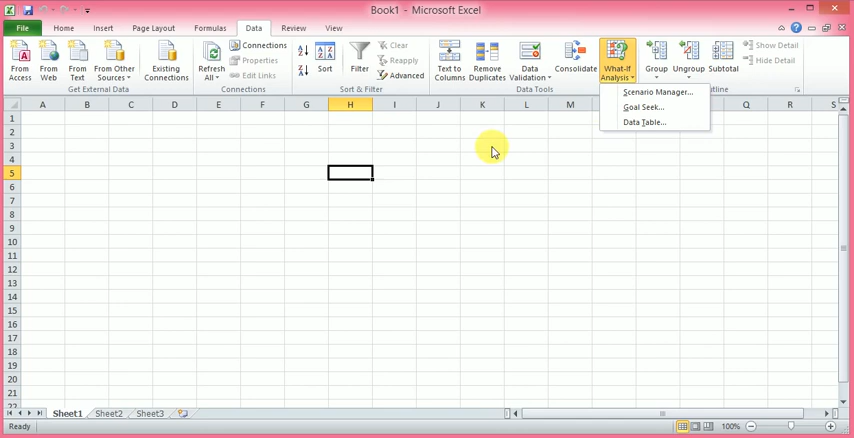 Book1 - Microsoft Excel
File Home Insert Page Layout Formulas Data Review View
From Access
From Web
From Text
From Other Sources
Existing Connections
Get External Data
Refresh All
Connections
Properties
Edit Links
Connections
Sort
Filter
Clear
Reapply
Advanced
Sort & Filter
Text to Columns
Remove Duplicates
Data Validation
Consolidate
What-If Analysis
Data Tools
Group
Ungroup
Subtotal
Show Detail
Hide Detail
Scenario Manager...
Goal Seek...
Data Table...
A B C D E F G H I J K L M Q R S
1
2
3
4
5
6
7
8
9
10
11
12
13
14
15
16
17
18
19
20
21
22
Sheet1 Sheet2 Sheet3
Ready 100%